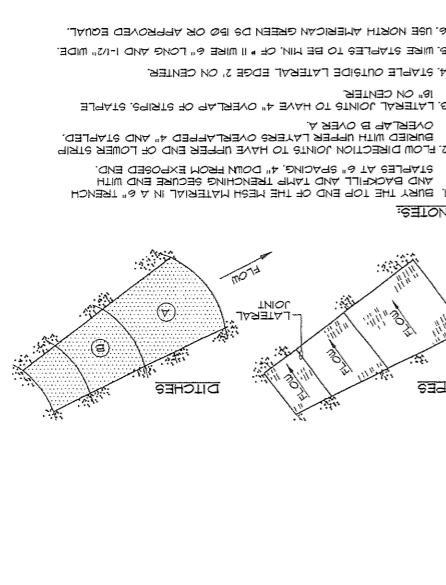 PES
DITCHES
FLOW
FLOW
FLOW
B
A
LATERAL
JOINT
FLOW
NOTES:
1. BURY THE TOP END OF THE MESH MATERIAL IN A 6" TRENCH
AND BACKFILL AND TAMP TRENCHING SECURE END WITH
STAPLES AT 6" SPACING, 4" DOWN FROM EXPOSED END.
2. FLOW DIRECTION JOINTS TO HAVE UPPER END OF LOWER STRIP
BURIED WITH UPPER LAYERS OVERLAPPED 4" AND STAPLED.
OVERLAP B OVER A.
3. LATERAL JOINTS TO HAVE 4" OVERLAP OF STRIPS. STAPLE
18" ON CENTER.
4. STAPLE OUTSIDE LATERAL EDGE 2' ON CENTER.
5. WIRE STAPLES TO BE MIN. OF # 11 WIRE 6" LONG AND 1-1/2" WIDE.
6. USE NORTH AMERICAN GREEN DS 150 OR APPROVED EQUAL.